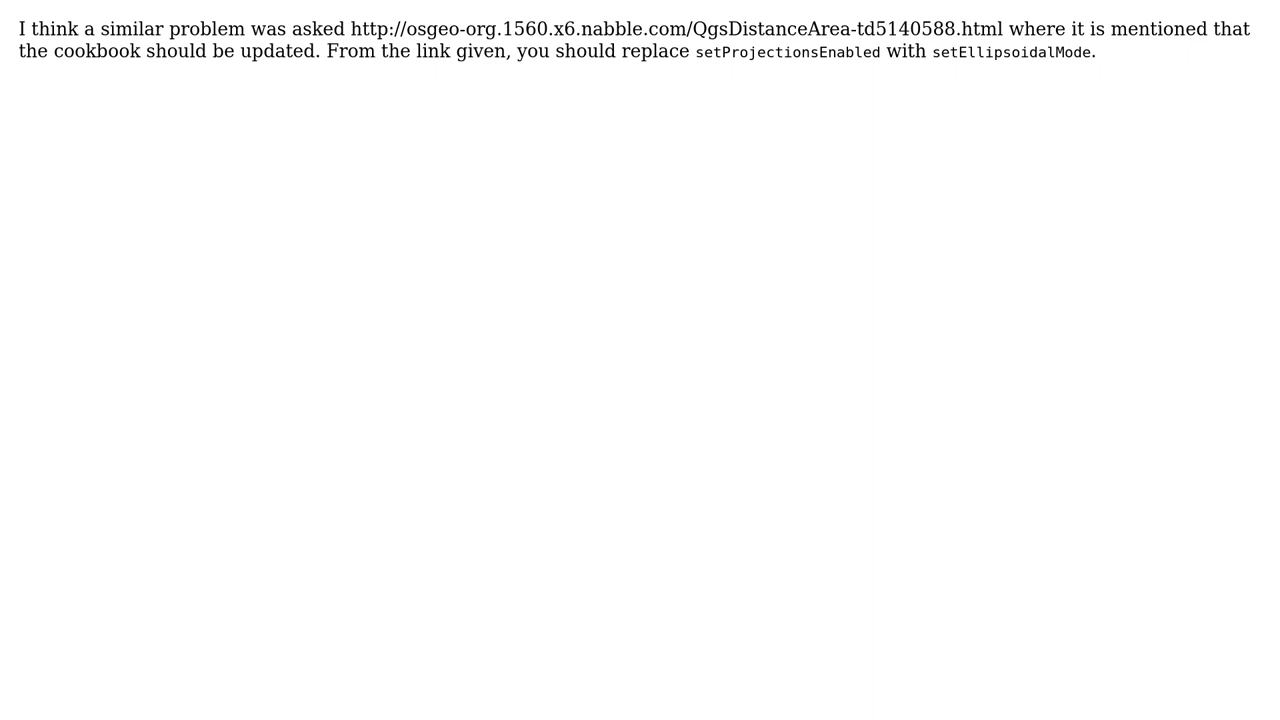 I think a similar problem was asked http://osgeo-org.1560.x6.nabble.com/QgsDistanceArea-td5140588.html where it is mentioned that
the cookbook should be updated. From the link given, you should replace setProjectionsEnabled with setEllipsoidalMode.